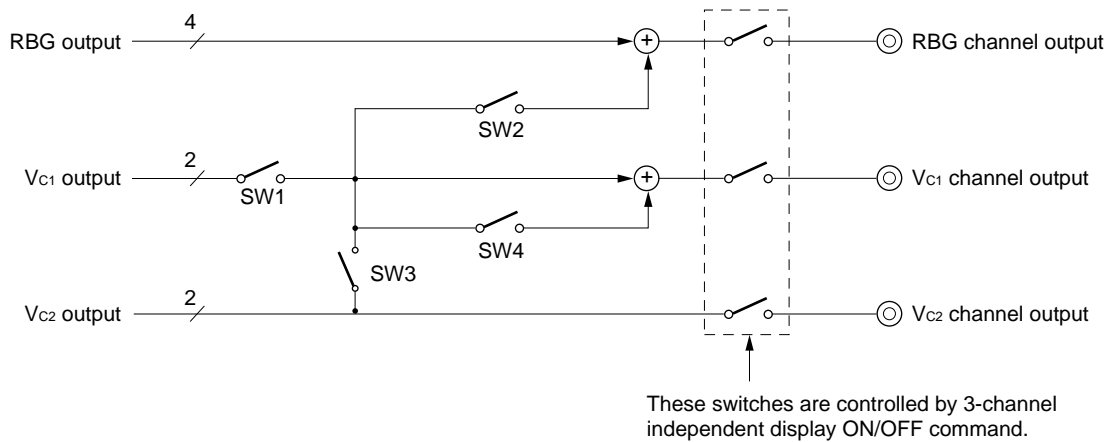 RBG output
4
RBG channel output
SW2
VC1 output
2
SW1
VC1 channel output
SW4
SW3
VC2 output
2
VC2 channel output
These switches are controlled by 3-channel
independent display ON/OFF command.